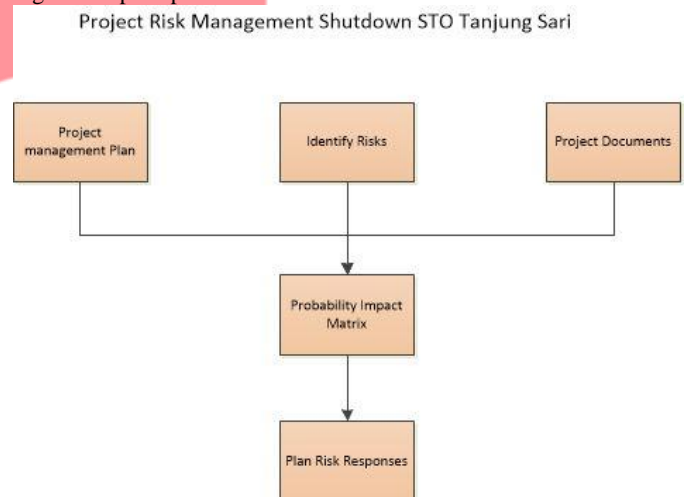 Project Risk Management Shutdown STO Tanjung Sari
Project
management Plan
Identify Risks
Project Documents
Probability Impact
Matrix
Plan Risk Responses